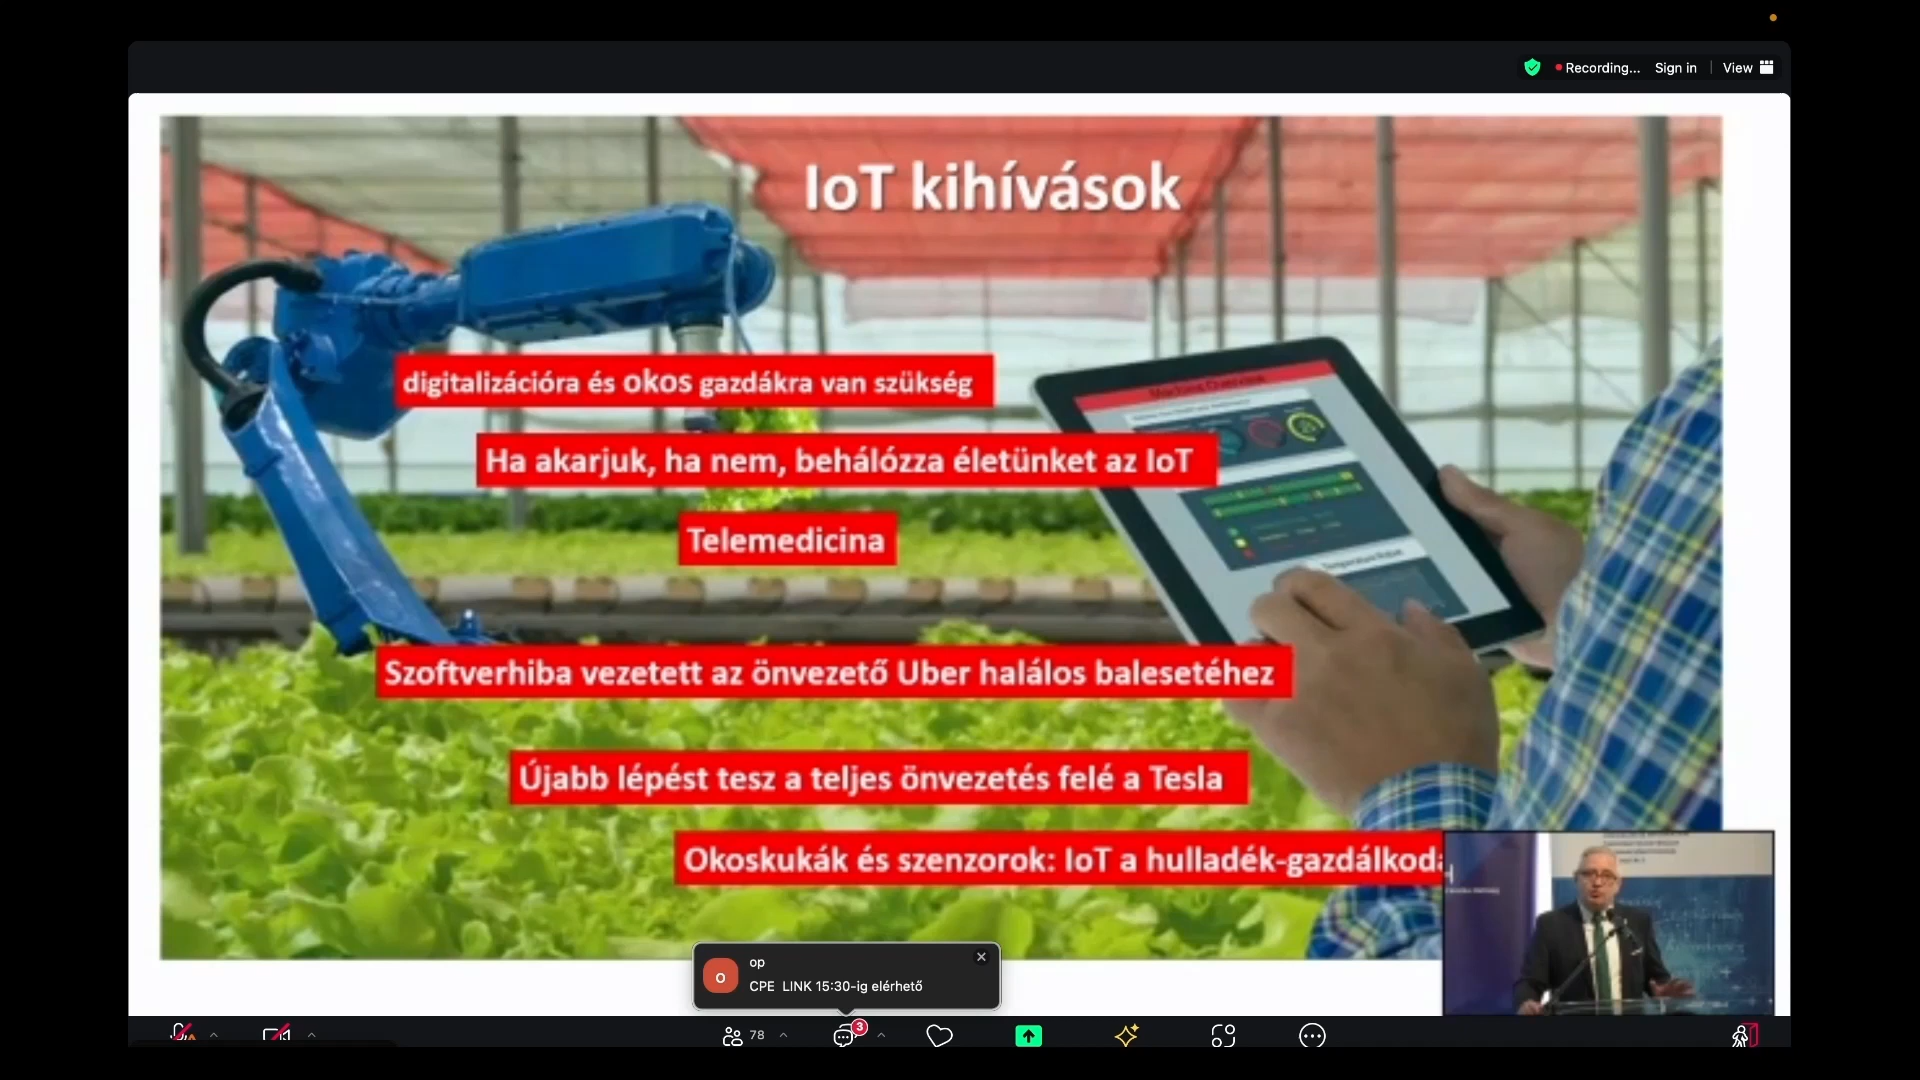 Recording...
Sign in
View
IoT kihívások
digitalizációra és okos gazdákra van szükség
Ha akarjuk, ha nem, behálózza életünket az IoT
Telemedicina
Szoftverhiba vezetett az önvezető Uber halálos balesetéhez
Újabb lépést tesz a teljes önvezetés felé a Tesla
Okoskukák és szenzorok: IoT a hulladék-gazdálkodá
o
op
CPE LINK 15:30-ig elérhető
78
3